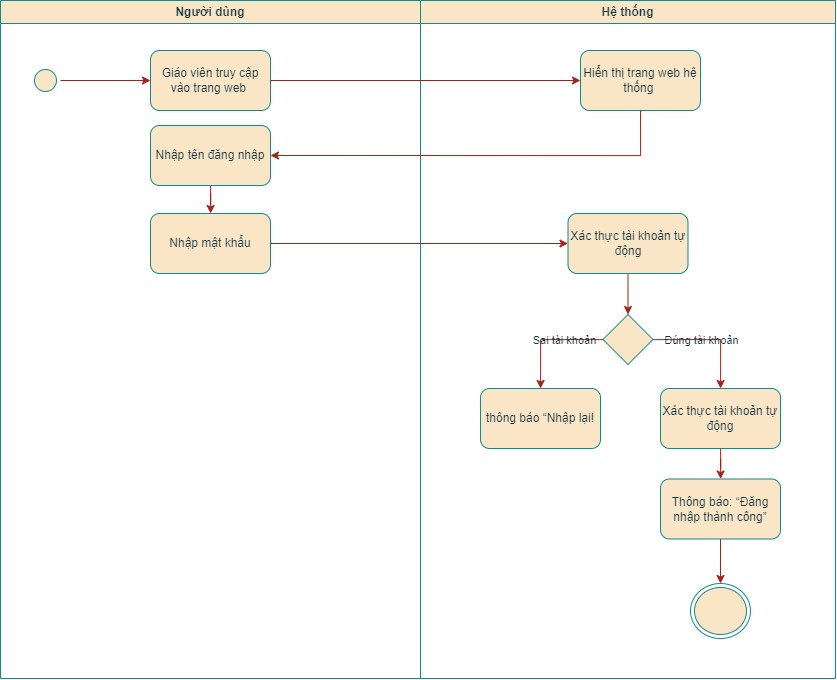 Người dùng
Hệ thống
Giáo viên truy cập
vào trang web
Hiển thị trang web hệ
thống
Nhập tên đăng nhập
Nhập mật khẩu
Xác thực tài khoản tự
động
Sai tài khoản
Đúng tài khoản
thông báo “Nhập lại!
Xác thực tài khoản tự
động
Thông báo: “Đăng
nhập thành công”